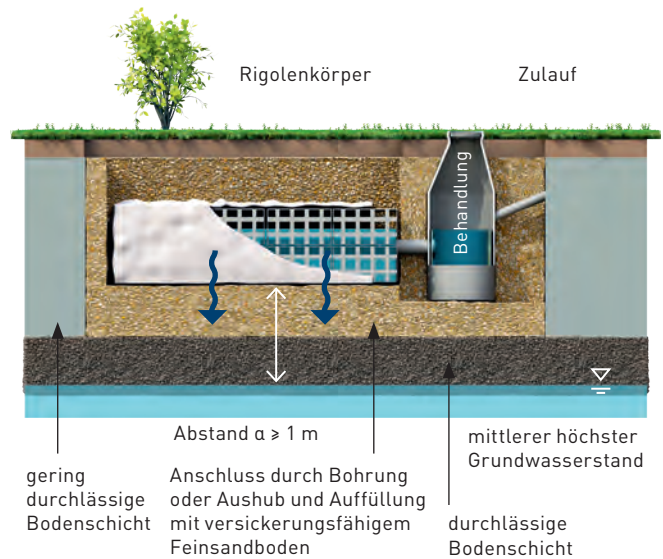 Rigolenkörper
Zulauf
Behandlung
Abstand α ⩾ 1 m
mittlerer höchster
Grundwasserstand
gering
durchlässige
Bodenschicht
Anschluss durch Bohrung
oder Aushub und Auffüllung
mit versickerungsfähigem
Feinsandboden
durchlässige
Bodenschicht